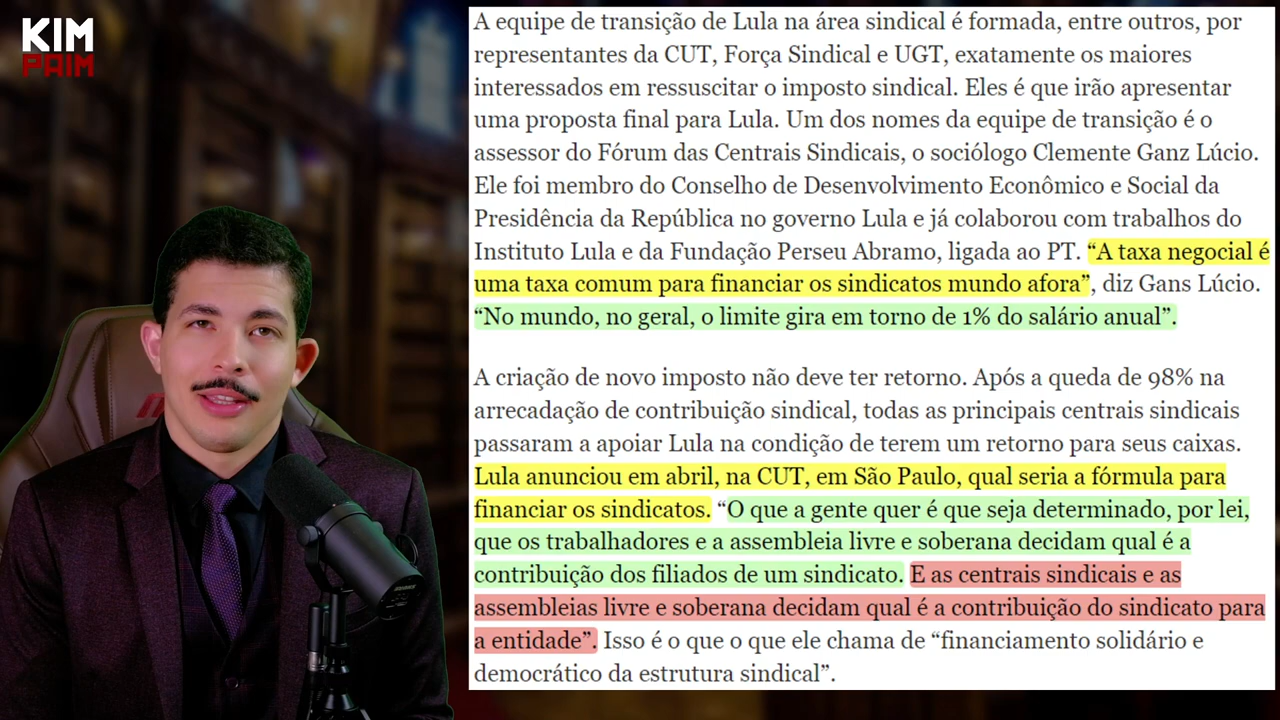 KIM
PAIM
A equipe de transição de Lula na área sindical é formada, entre outros, por
representantes da CUT, Força Sindical e UGT, exatamente os maiores
interessados em ressuscitar o imposto sindical. Eles é que irão apresentar
uma proposta final para Lula. Um dos nomes da equipe de transição é o
assessor do Fórum das Centrais Sindicais, o sociólogo Clemente Ganz Lúcio.
Ele foi membro do Conselho de Desenvolvimento Econômico e Social da
Presidência da República no governo Lula e já colaborou com trabalhos do
Instituto Lula e da Fundação Perseu Abramo, ligada ao PT. “A taxa negocial é
uma taxa comum para financiar os sindicatos mundo afora”, diz Gans Lúcio.
“No mundo, no geral, o limite gira em torno de 1% do salário anual”.
A criação de novo imposto não deve ter retorno. Após a queda de 98% na
arrecadação de contribuição sindical, todas as principais centrais sindicais
passaram a apoiar Lula na condição de terem um retorno para seus caixas.
Lula anunciou em abril, na CUT, em São Paulo, qual seria a fórmula para
financiar os sindicatos. “O que a gente quer é que seja determinado, por lei,
que os trabalhadores e a assembleia livre e soberana decidam qual é a
contribuição dos filiados de um sindicato. E as centrais sindicais e as
assembleias livre e soberana decidam qual é a contribuição do sindicato para
a entidade”. Isso é o que o que ele chama de “financiamento solidário e
democrático da estrutura sindical”.